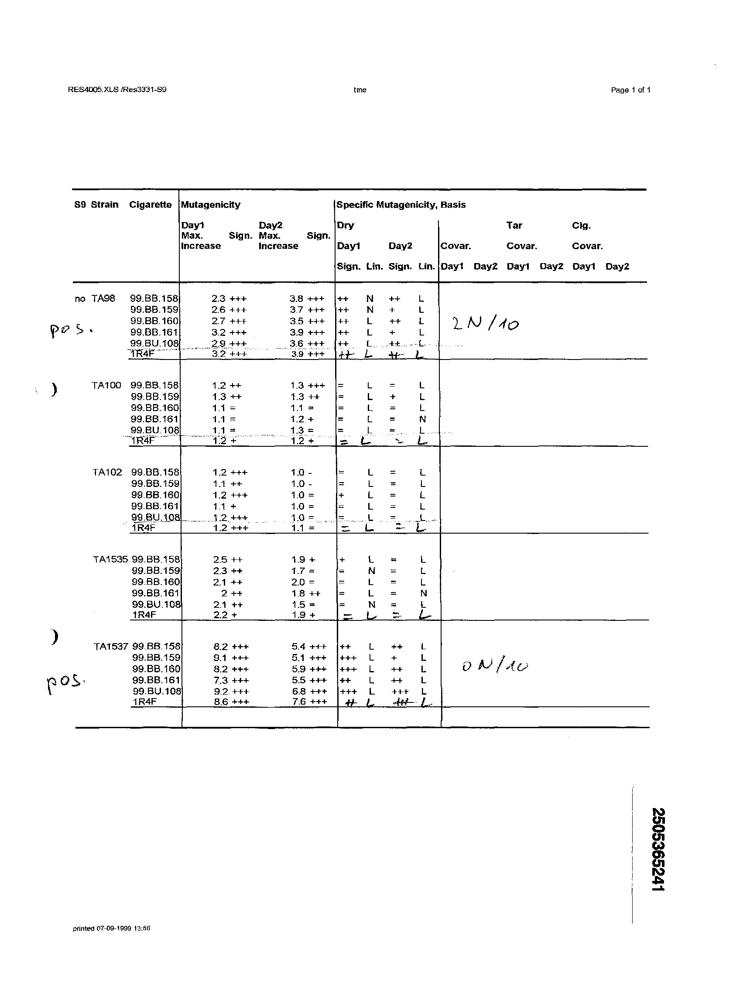 RES4005.XLS /Res3331-S9 tme Page 1 of 1
S9 Strain Cigarette Mutagenicity Specific Mutagenicity, Basis
Day1 Day2 Dry Tar Cig.
Max. Sign. Max. Sign.
Increase Increase Day1 Day2 Covar. Covar. Covar.
Sign. Lin. Sign. Lin. Day1 Day2 Day1 Day2 Day1 Day2
no TA98 99.BB.158 2.3 +++ 3.8 +++ ++ N ++ L
99.BB.159 2.6 +++ 3.7 +++ ++ N + L
99.BB.160 2.7 +++ 3.5 +++ ++ L ++ L 2 N/10
pos. 99.BB.161 3.2 +++ 3.9 +++ ++ L + L
99.BU.108 2.9 +++ 3.6 +++ ++ L ++ L
1R4F 3.2 +++ 3.9 +++ ++ L ++ L
) TA100 99.BB.158 1.2 ++ 1.3 +++ = L = L
99.BB.159 1.3 ++ 1.3 ++ = L + L
99.BB.160 1.1 = 1.1 = = L = L
99.BB.161 1.1 = 1.2 + = L = N
99.BU.108 1.1 = 1.3 = = L = L
1R4F 1.2 + 1.2 + = L = L
TA102 99.BB.158 1.2 +++ 1.0 - = L = L
99.BB.159 1.1 ++ 1.0 - = L = L
99.BB.160 1.2 +++ 1.0 = + L = L
99.BB.161 1.1 + 1.0 = = L = L
99.BU.108 1.2 +++ 1.0 = = L = L
1R4F 1.2 +++ 1.1 = = L = L
TA1535 99.BB.158 2.5 ++ 1.9 + + L = L
99.BB.159 2.3 ++ 1.7 = = N = L
99.BB.160 2.1 ++ 2.0 = = L = L
99.BB.161 2 ++ 1.8 ++ = L = N
99.BU.108 2.1 ++ 1.5 = = N = L
1R4F 2.2 + 1.9 + = L = L
) TA1537 99.BB.158 8.2 +++ 5.4 +++ ++ L ++ L
99.BB.159 9.1 +++ 5.1 +++ +++ L + L
99.BB.160 8.2 +++ 5.9 +++ +++ L ++ L 0 N/10
pos. 99.BB.161 7.3 +++ 5.5 +++ ++ L ++ L
99.BU.108 9.2 +++ 6.8 +++ +++ L +++ L
1R4F 8.6 +++ 7.6 +++ ++ L +++ L
2505365241
printed 07-09-1999 13:56